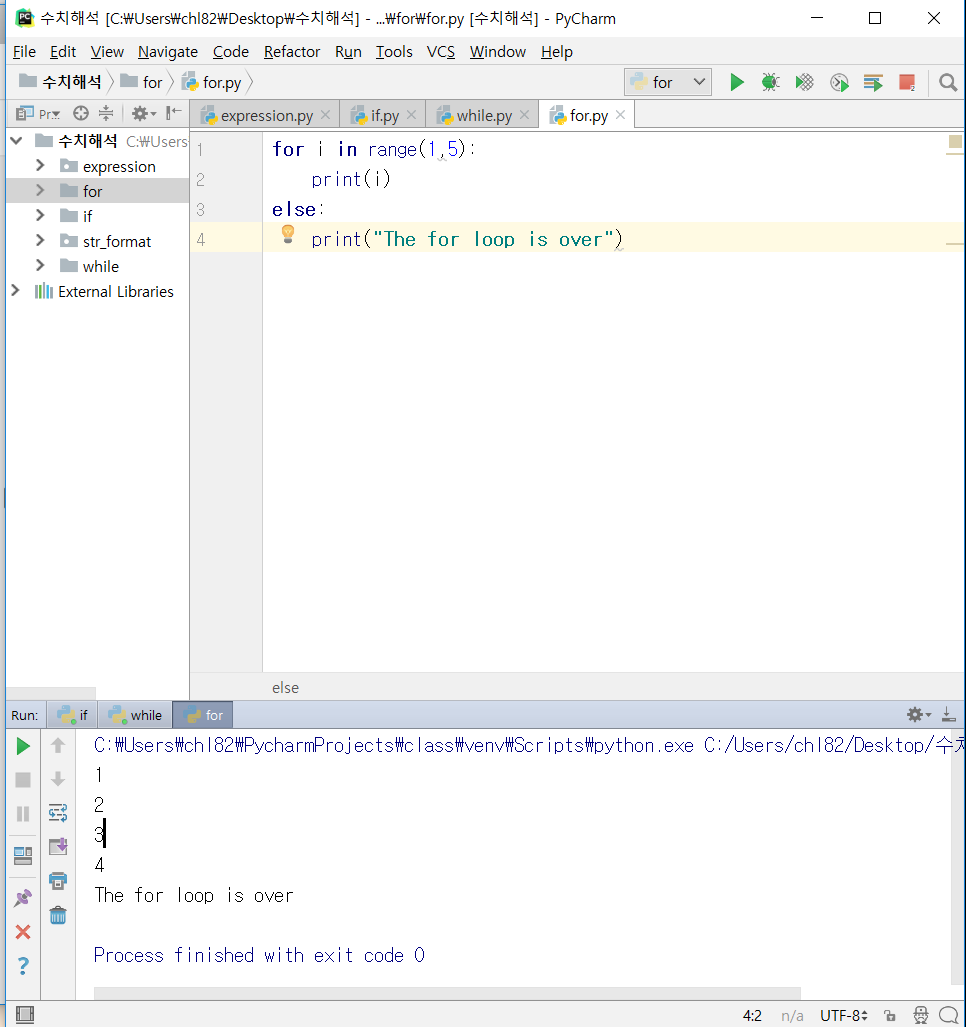 수치해석 [C:₩Users₩chl82₩Desktop₩수치해석] - ...₩for₩for.py [수치해석] - PyCharm
File Edit View Navigate Code Refactor Run Tools VCS Window Help
수치해석 for for.py for
Pr expression.py if.py while.py for.py
수치해석 C:₩Users
expression
for
if
str_format
while
External Libraries
1 for i in range(1,5):
2 print(i)
3 else:
4 print("The for loop is over")
else
Run: if while for
C:₩Users₩chl82₩PycharmProjects₩class₩venv₩Scripts₩python.exe C:/Users/chl82/Desktop/수치
1
2
3
4
The for loop is over
Process finished with exit code 0
4:2 n/a UTF-8